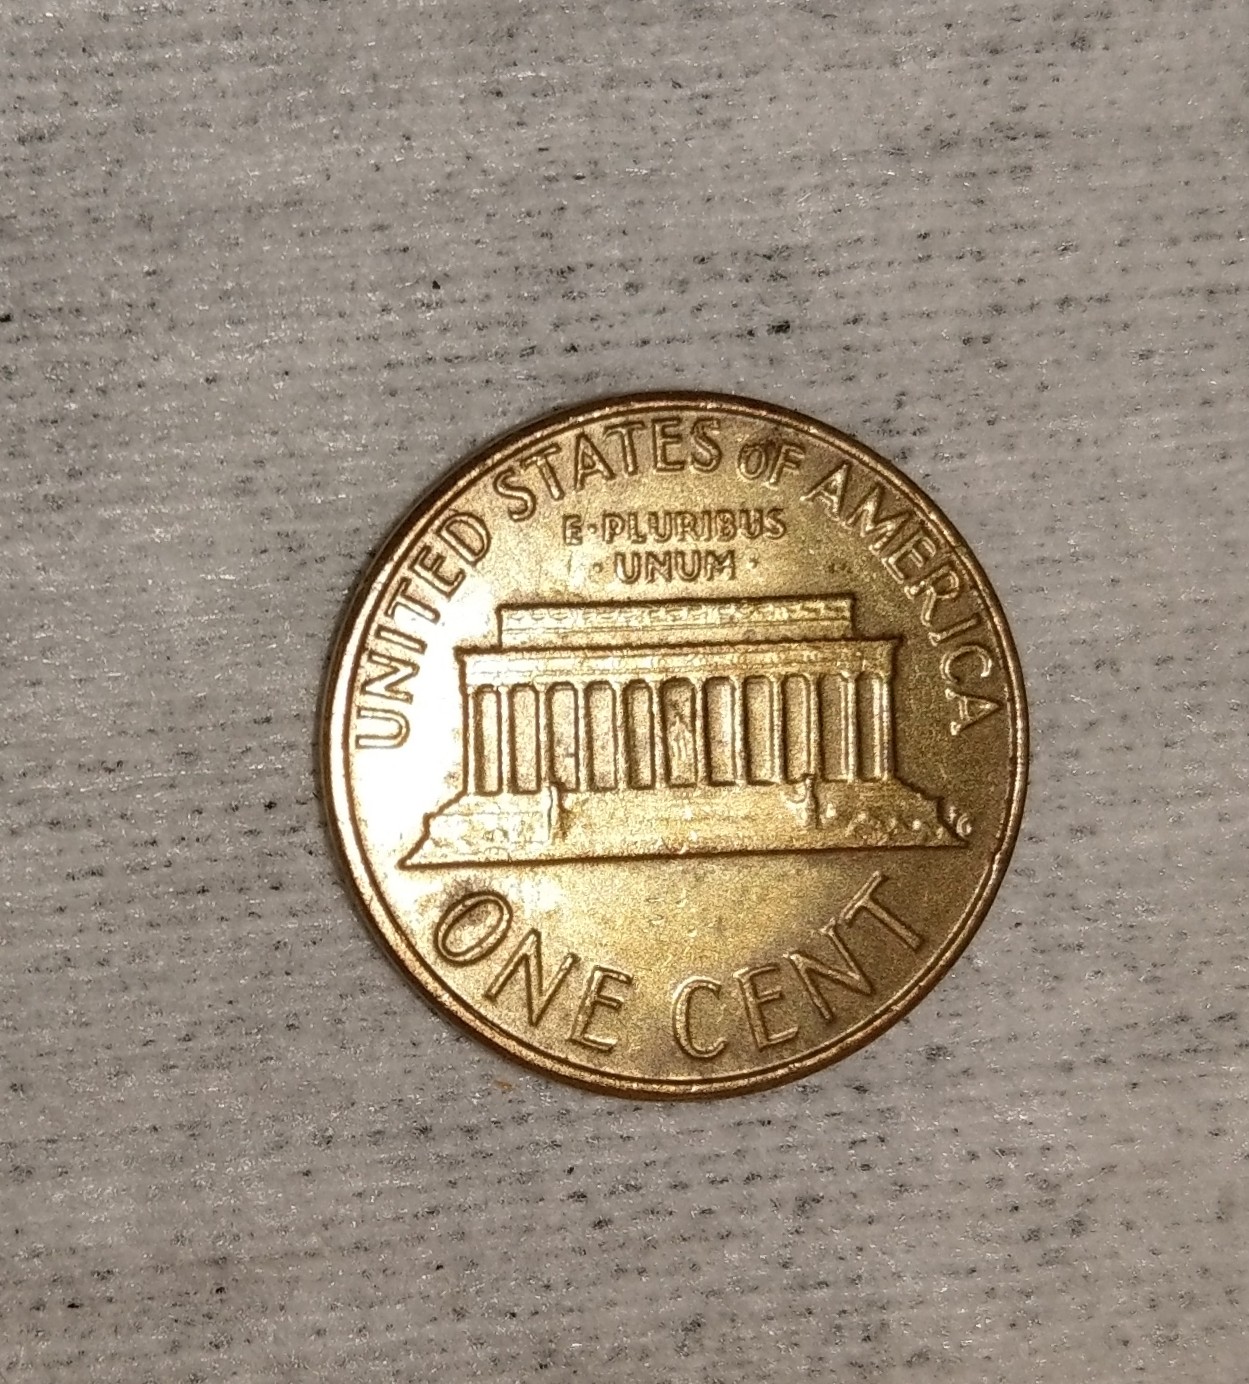 UNITED STATES OF AMERICA
E·PLURIBUS
·UNUM·
ONE CENT